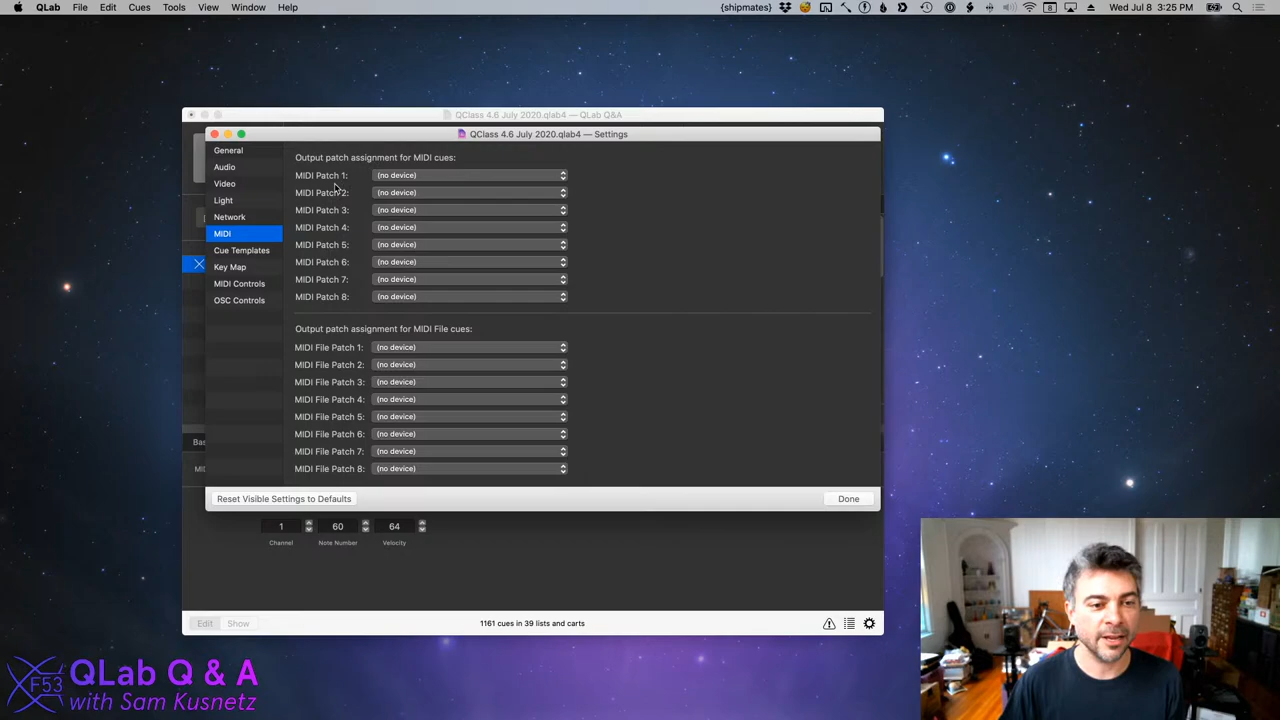 QLab File Edit Cues Tools View Window Help {shipmates} 8 Wed Jul 8 3:25 PM
QClass 4.6 July 2020.qlab4 — QLab Q&A
QClass 4.6 July 2020.qlab4 — Settings
General
Audio
Video
Light
Network
MIDI
Cue Templates
Key Map
MIDI Controls
OSC Controls
Output patch assignment for MIDI cues:
MIDI Patch 1: (no device)
MIDI Patch 2: (no device)
MIDI Patch 3: (no device)
MIDI Patch 4: (no device)
MIDI Patch 5: (no device)
MIDI Patch 6: (no device)
MIDI Patch 7: (no device)
MIDI Patch 8: (no device)
Output patch assignment for MIDI File cues:
MIDI File Patch 1: (no device)
MIDI File Patch 2: (no device)
MIDI File Patch 3: (no device)
MIDI File Patch 4: (no device)
MIDI File Patch 5: (no device)
MIDI File Patch 6: (no device)
MIDI File Patch 7: (no device)
MIDI File Patch 8: (no device)
Bas
MI
Reset Visible Settings to Defaults
Done
1 60 64
Channel Note Number Velocity
Edit Show
1161 cues in 39 lists and carts
F53
QLab Q & A
with Sam Kusnetz